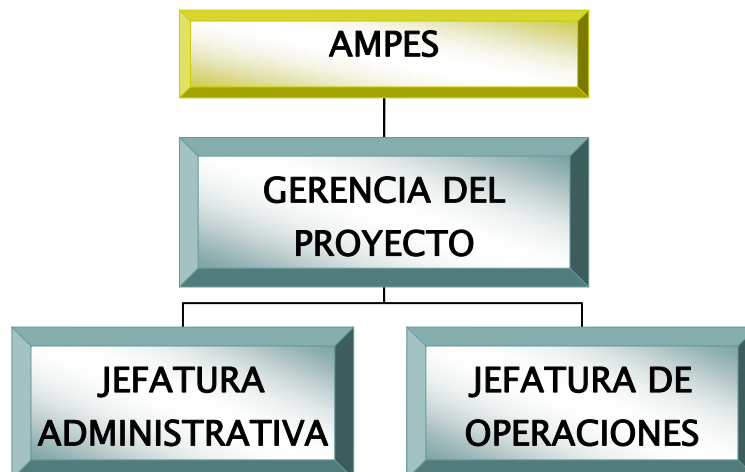 AMPES
GERENCIA DEL
PROYECTO
JEFATURA
ADMINISTRATIVA
JEFATURA DE
OPERACIONES